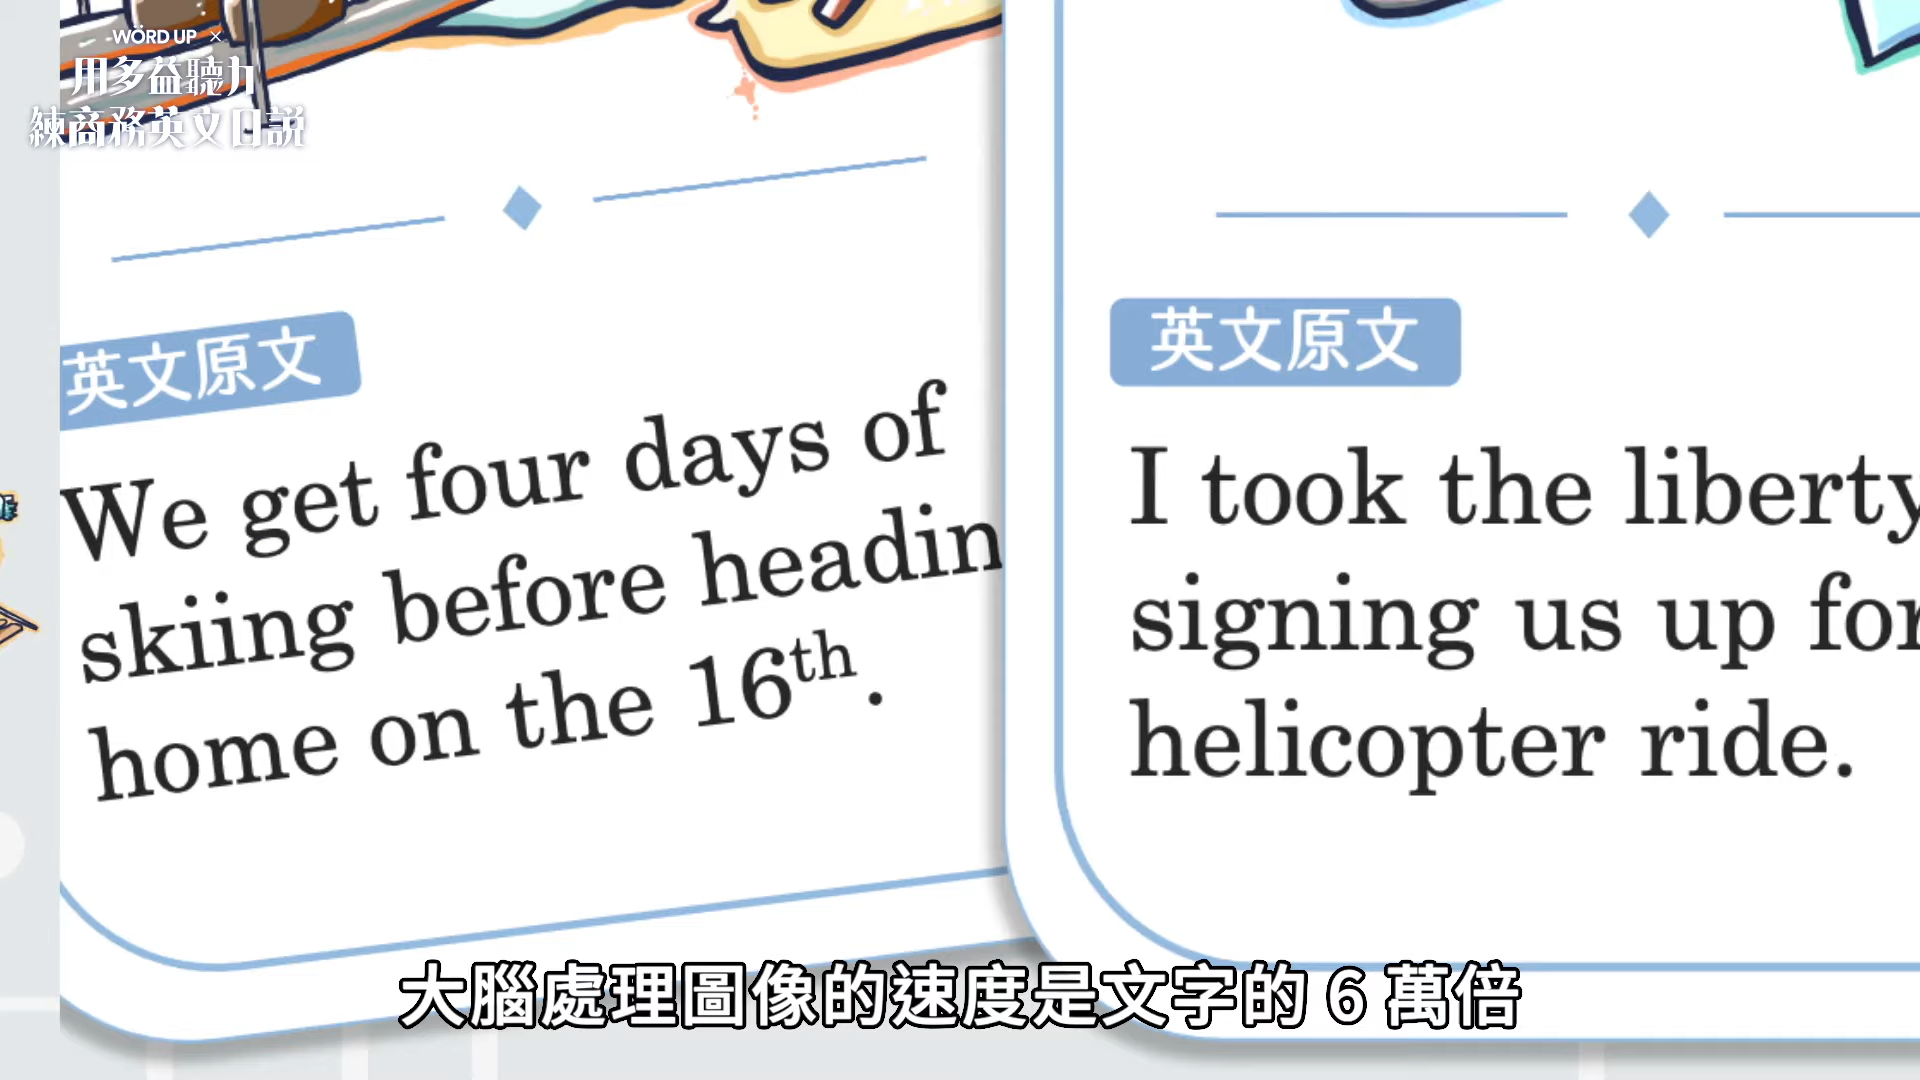 WORD UP ×
用多益聽力
練商務英文口說
英文原文
We get four days of
skiing before headin
home on the 16th.
英文原文
I took the liberty
signing us up for
helicopter ride.
大腦處理圖像的速度是文字的 6 萬倍